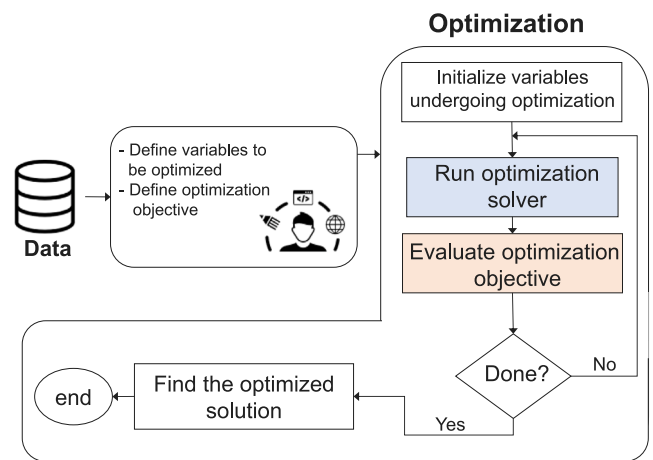 Optimization
Initialize variables
undergoing optimization
- Define variables to
be optimized
- Define optimization
objective
</>
Data
Run optimization
solver
Evaluate optimization
objective
Done?
No
Yes
Find the optimized
solution
end